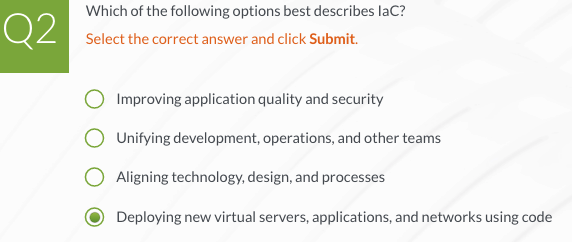 Q2
Which of the following options best describes IaC?
Select the correct answer and click Submit.
Improving application quality and security
Unifying development, operations, and other teams
Aligning technology, design, and processes
Deploying new virtual servers, applications, and networks using code